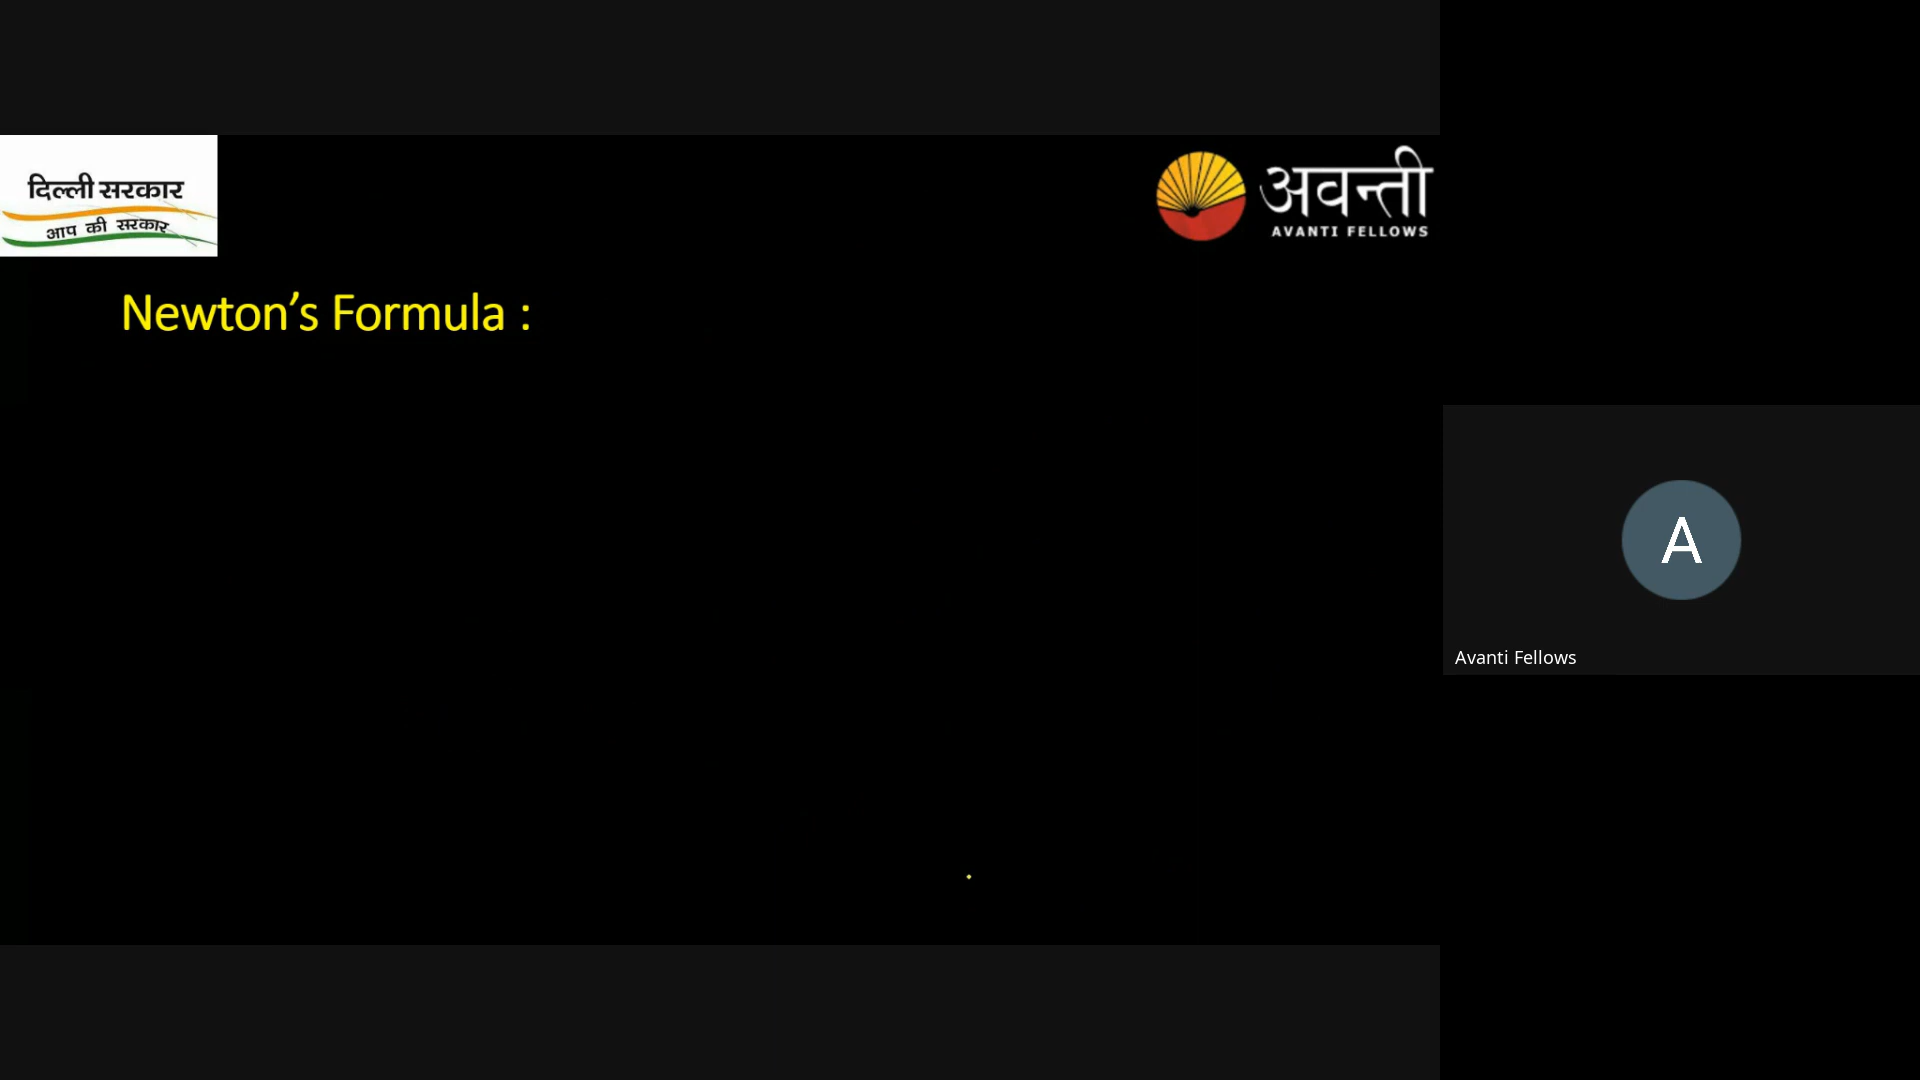 दिल्ली सरकार
आप की सरकार
अवन्ती
AVANTI FELLOWS
Newton’s Formula :
A
Avanti Fellows